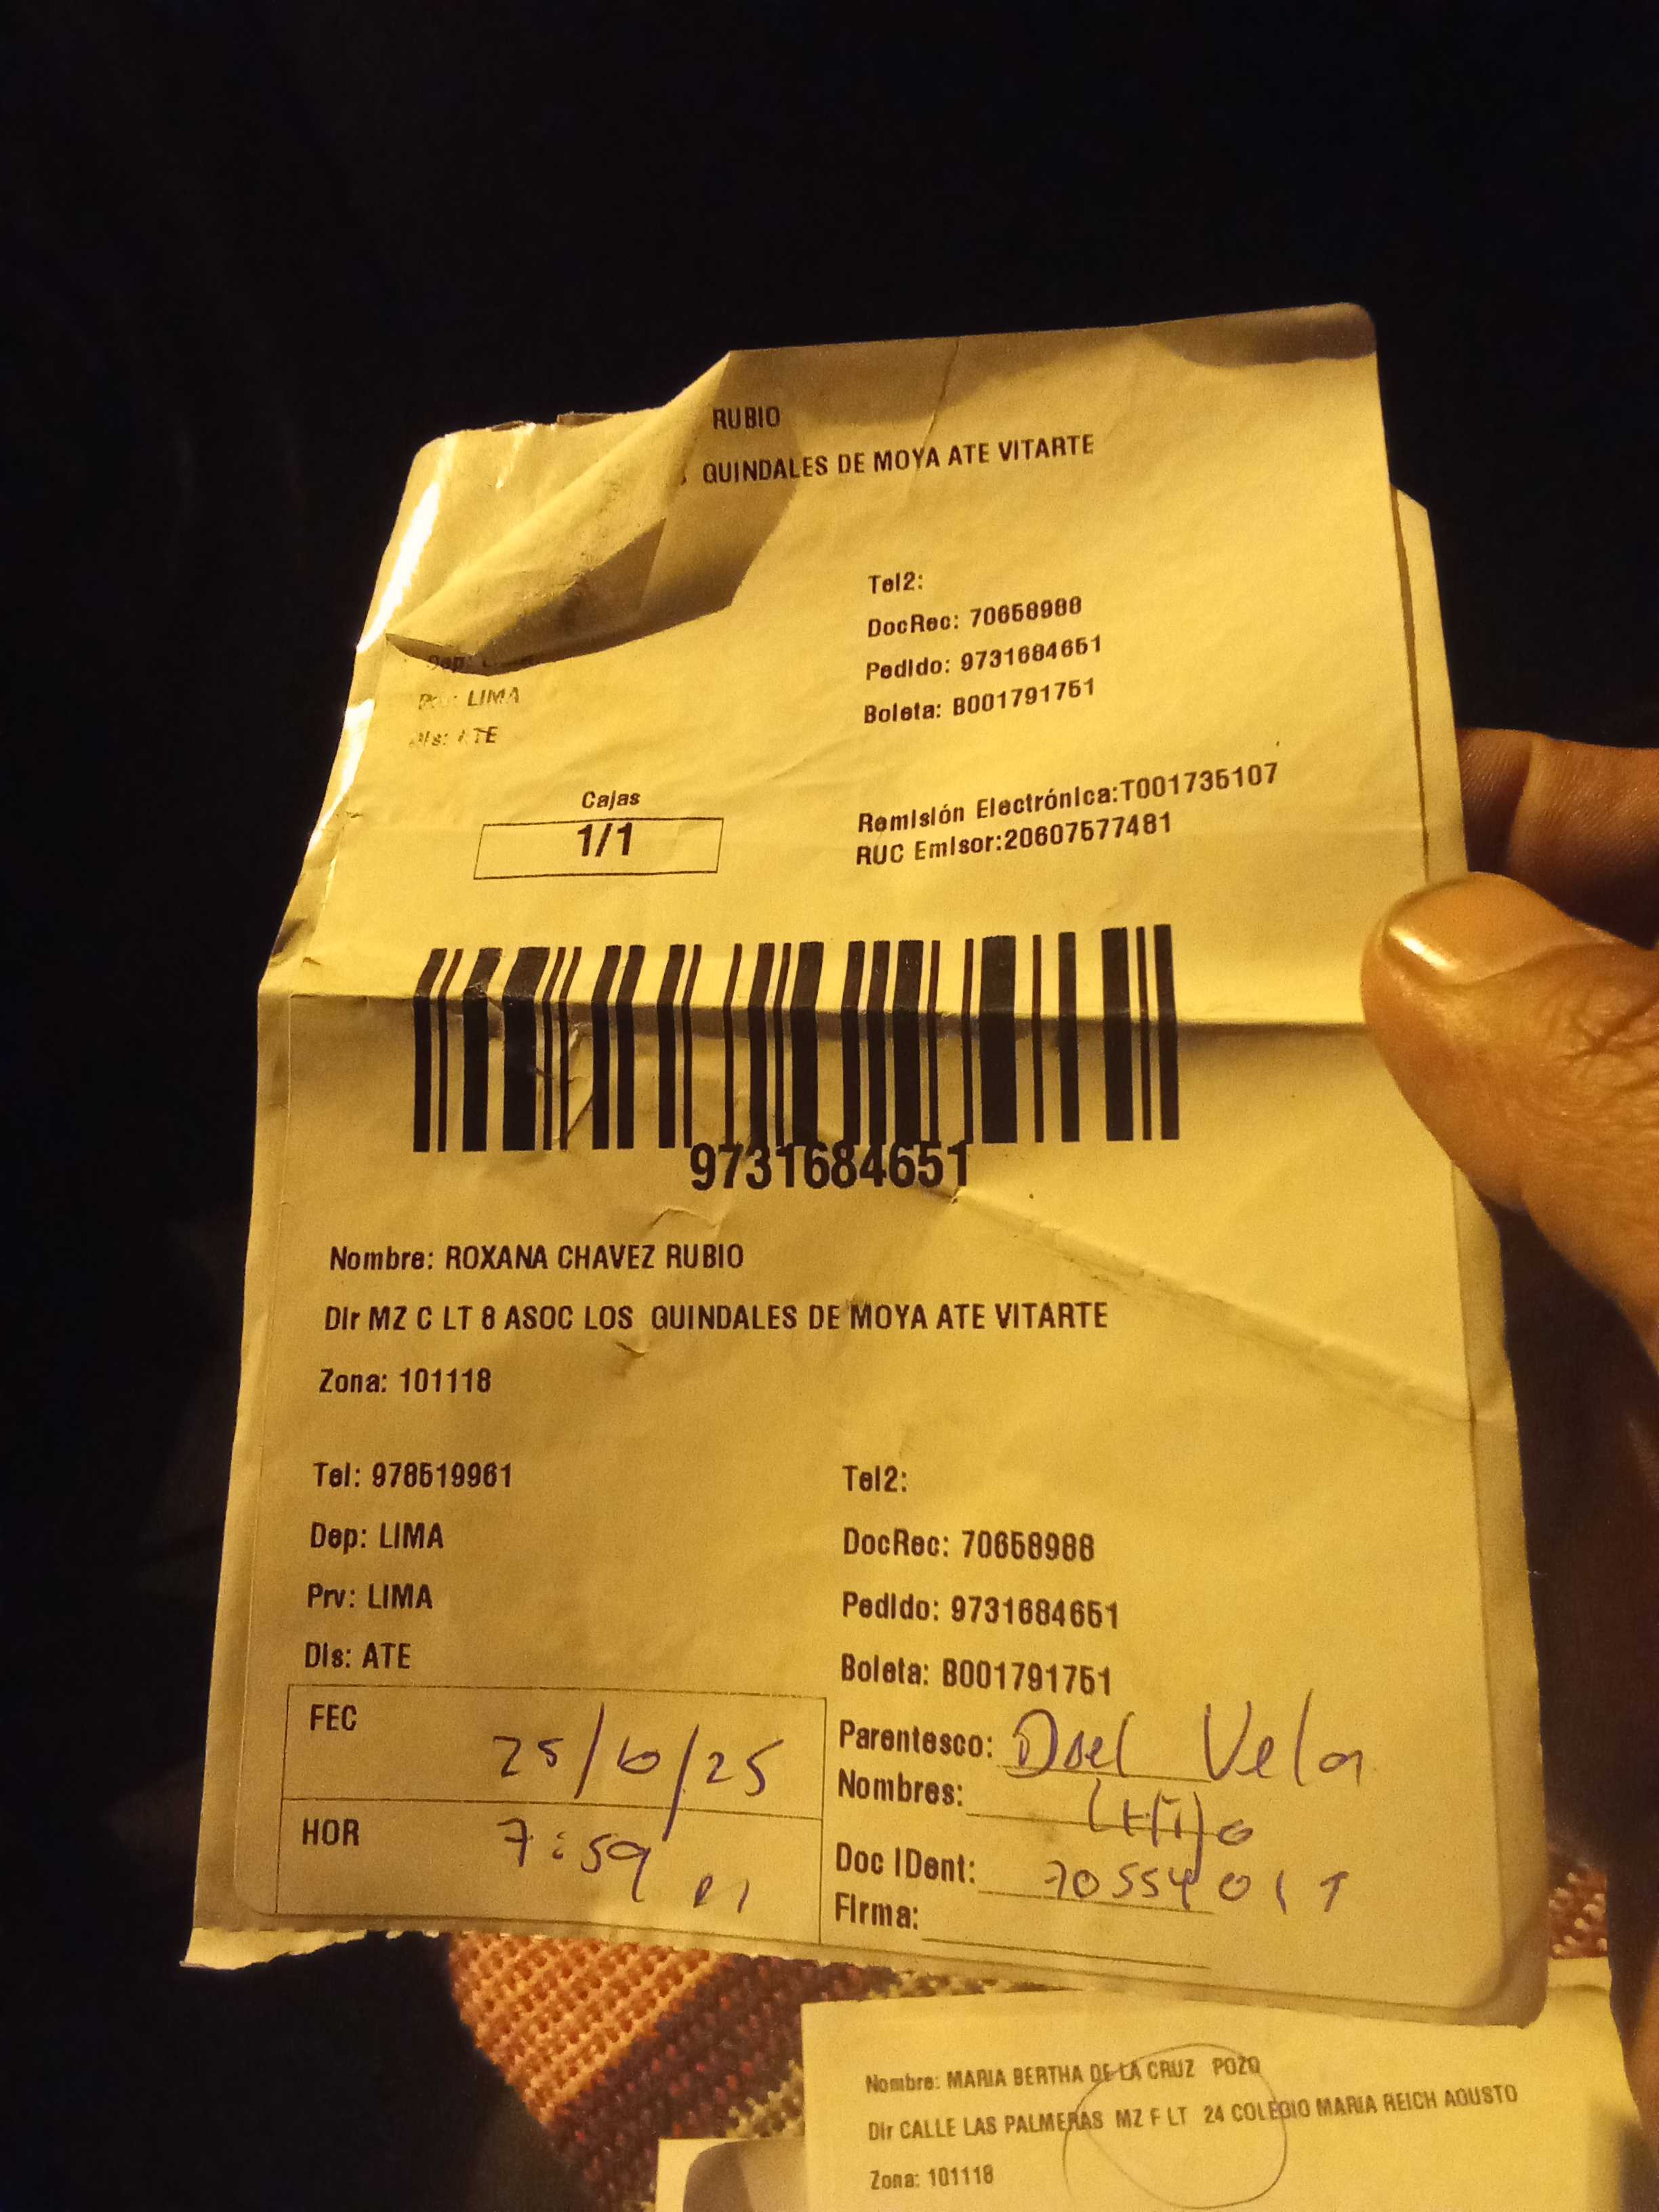 RUBIO
QUINDALES DE MOYA ATE VITARTE
Tel2:
DocRec: 70658988
Pedido: 9731684651
Boleta: B001791751
LIMA
ATE
Cajas
1/1
Remisión Electrónica:T001735107
RUC Emisor:20607577481
9731684651
Nombre: ROXANA CHAVEZ RUBIO
Dir MZ C LT 8 ASOC LOS QUINDALES DE MOYA ATE VITARTE
Zona: 101118
Tel: 978519961
Dep: LIMA
Prv: LIMA
Dis: ATE
Tel2:
DocRec: 70658988
Pedido: 9731684651
Boleta: B001791751
FEC 25/10/25
HOR 7:59
Parentesco: Vela
Nombres:
Doc IDent:
Firma:
Nombre: MARIA BERTHA DE LA CRUZ POZO
Dir CALLE LAS PALMERAS MZ F LT 24 COLEGIO MARIA REICH AGUSTO
Zona: 101118